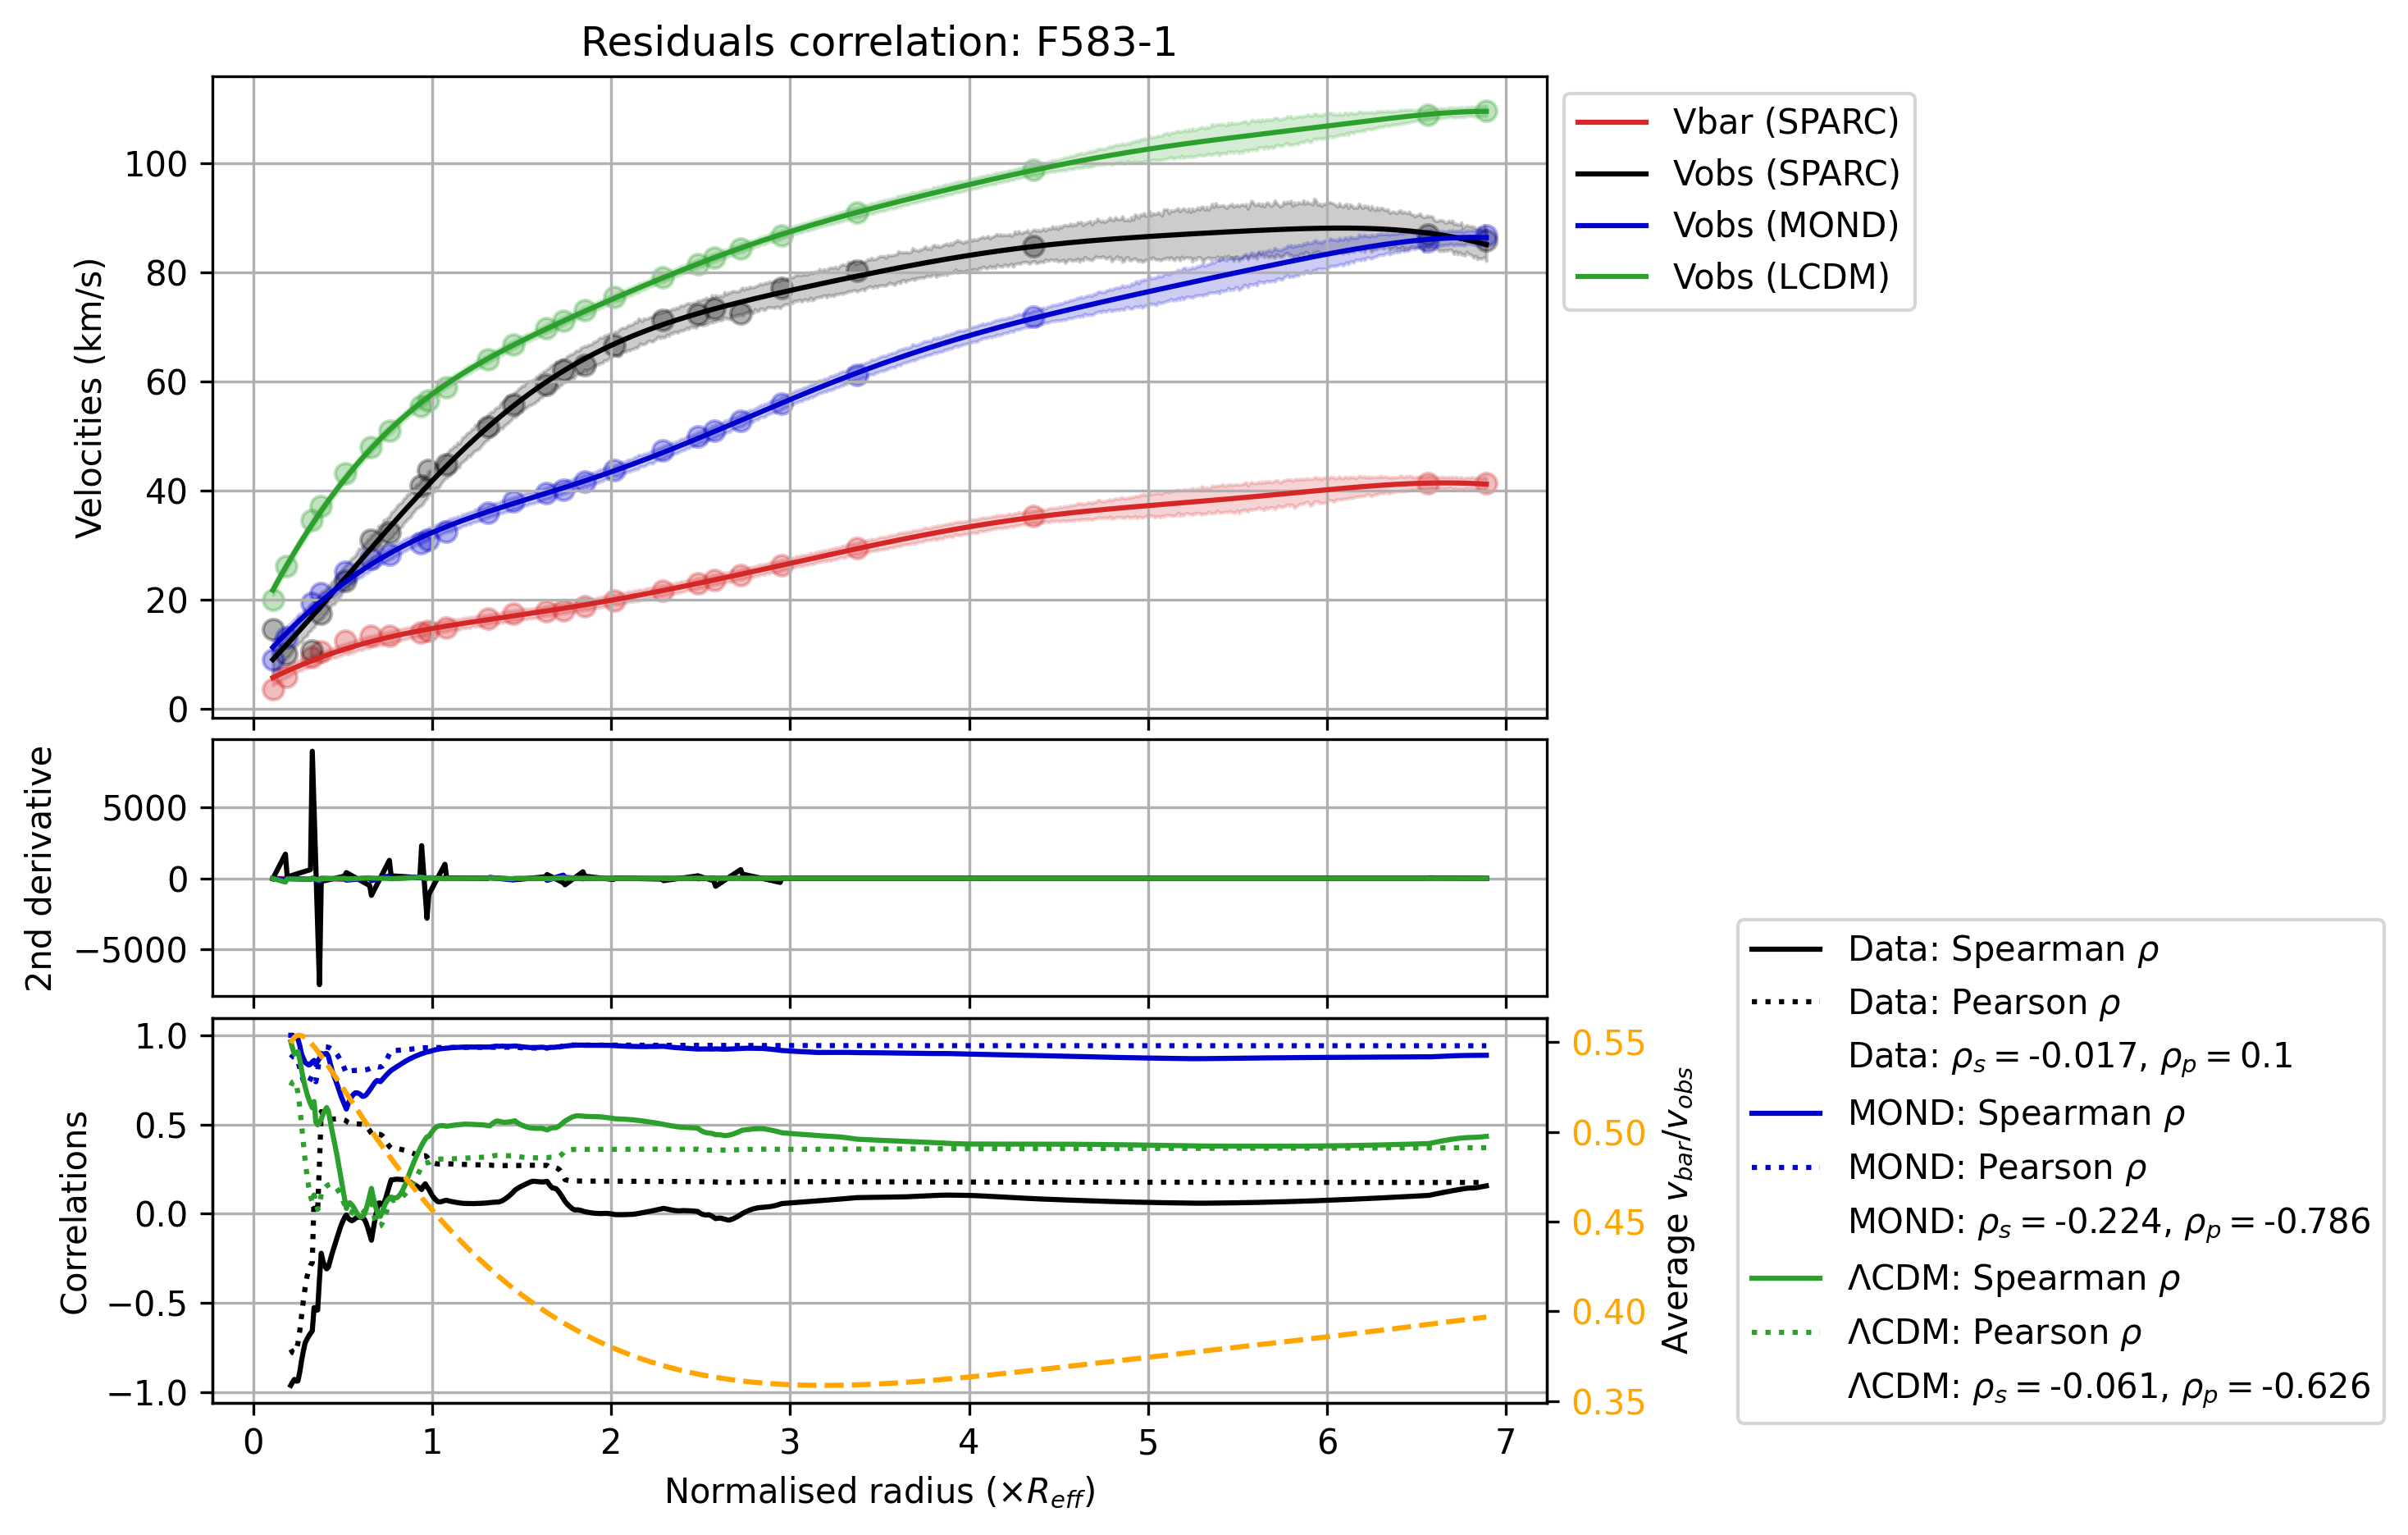 Residuals correlation: F583-1
Velocities (km/s)
100
80
60
40
20
0
Vbar (SPARC)
Vobs (SPARC)
Vobs (MOND)
Vobs (LCDM)
2nd derivative
5000
0
−5000
Correlations
1.0
0.5
0.0
−0.5
−1.0
0.55
0.50
0.45
0.40
0.35
Average v_bar/v_obs
0 1 2 3 4 5 6 7
Normalised radius (×R_eff)
Data: Spearman ρ
Data: Pearson ρ
Data: ρ_s = -0.017, ρ_p = 0.1
MOND: Spearman ρ
MOND: Pearson ρ
MOND: ρ_s = -0.224, ρ_p = -0.786
ΛCDM: Spearman ρ
ΛCDM: Pearson ρ
ΛCDM: ρ_s = -0.061, ρ_p = -0.626